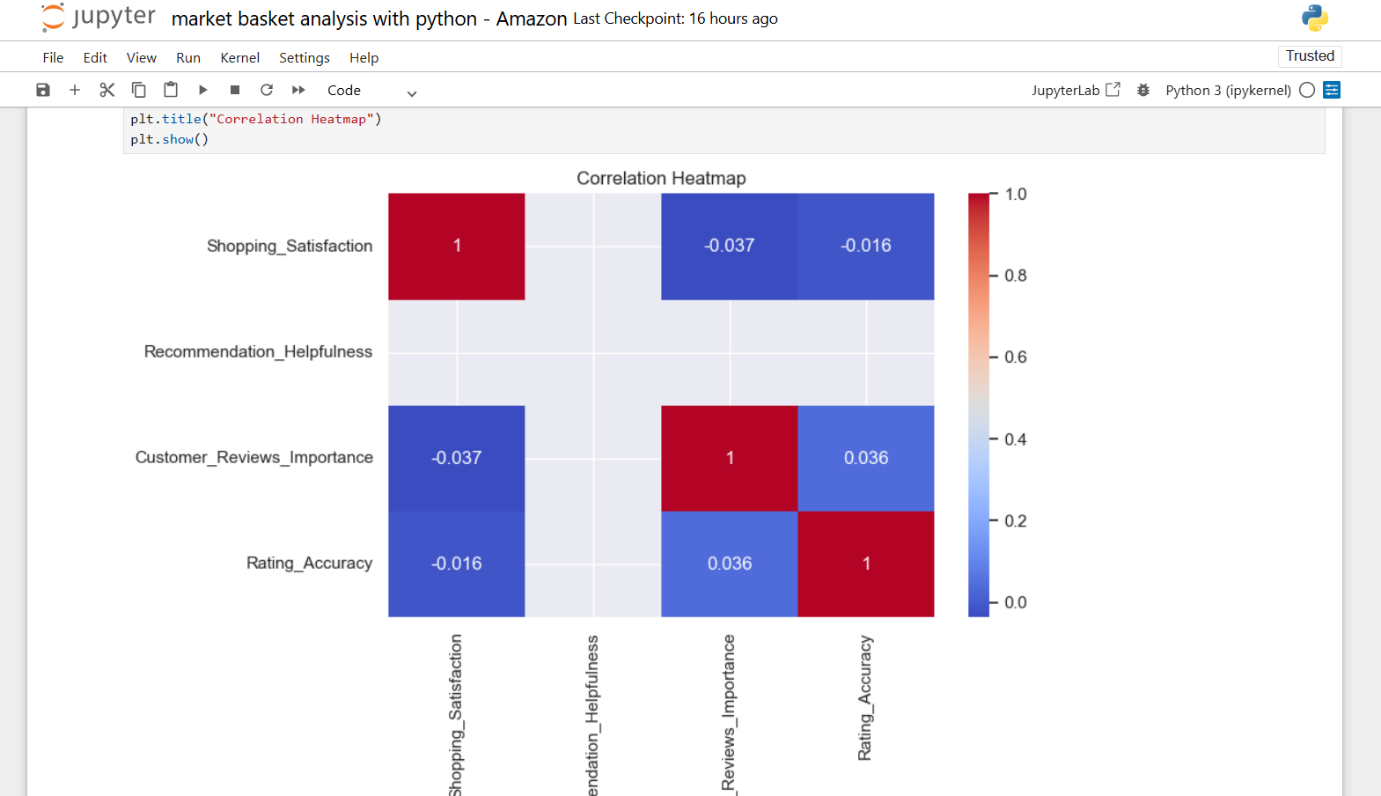 jupyter market basket analysis with python - Amazon Last Checkpoint: 16 hours ago
File Edit View Run Kernel Settings Help
Trusted
Code
JupyterLab
Python 3 (ipykernel)
plt.title("Correlation Heatmap")
plt.show()
Correlation Heatmap
Shopping_Satisfaction
1
-0.037
-0.016
Recommendation_Helpfulness
Customer_Reviews_Importance
-0.037
1
0.036
Rating_Accuracy
-0.016
0.036
1
1.0
0.8
0.6
0.4
0.2
0.0
Shopping_Satisfaction
endation_Helpfulness
_Reviews_Importance
Rating_Accuracy